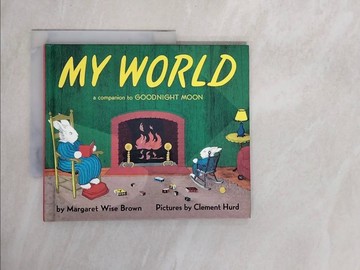 MY WORLD
a companion to GOODNIGHT MOON
by Margaret Wise Brown Pictures by Clement Hurd